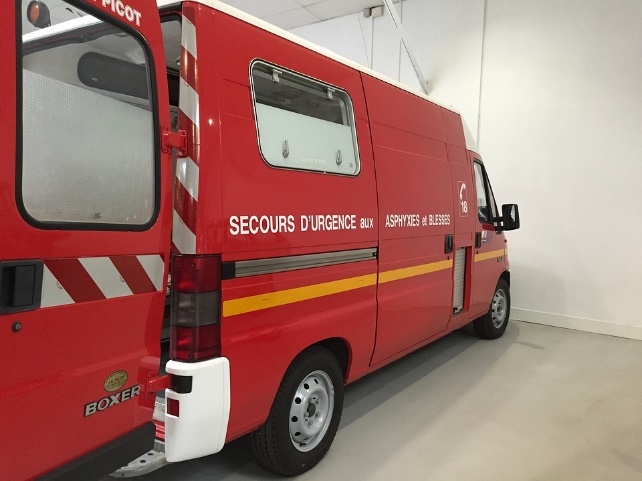 PICOT
SECOURS D'URGENCE aux ASPHYXIES et BLESSES
18
BOXER